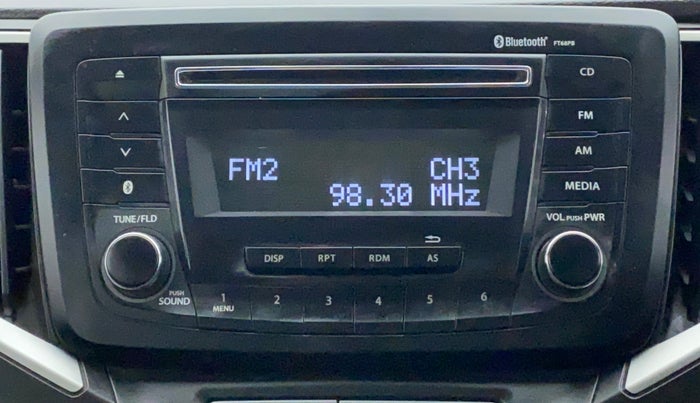 Bluetooth® FT68PB
CD
FM
AM
MEDIA
FM2 CH3
98.30 MHz
TUNE/FLD
VOL PUSH PWR
DISP RPT RDM AS
PUSH
SOUND
1 2 3 4 5 6
MENU